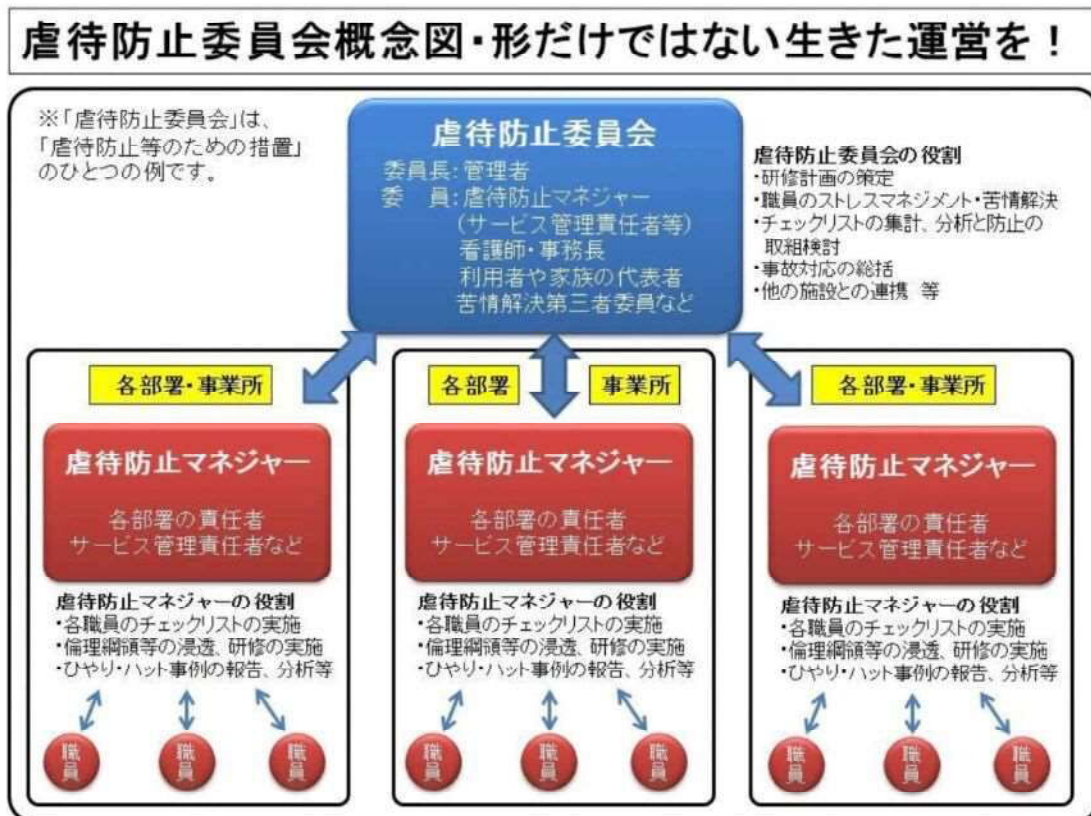 虐待防止委員会概念図・形だけではない生きた運営を！
※「虐待防止委員会」は、
「虐待防止等のための措置」
のひとつの例です。
虐待防止委員会
委員長：管理者
委　員：虐待防止マネジャー
（サービス管理責任者等）
看護師・事務長
利用者や家族の代表者
苦情解決第三者委員など
虐待防止委員会の役割
・研修計画の策定
・職員のストレスマネジメント・苦情解決
・チェックリストの集計、分析と防止の
取組検討
・事故対応の総括
・他の施設との連携 等
各部署・事業所
虐待防止マネジャー
各部署の責任者
サービス管理責任者など
虐待防止マネジャーの役割
・各職員のチェックリストの実施
・倫理綱領等の浸透、研修の実施
・ひやり・ハット事例の報告、分析等
職員
職員
職員
各部署
事業所
虐待防止マネジャー
各部署の責任者
サービス管理責任者など
虐待防止マネジャーの役割
・各職員のチェックリストの実施
・倫理綱領等の浸透、研修の実施
・ひやり・ハット事例の報告、分析等
職員
職員
職員
各部署・事業所
虐待防止マネジャー
各部署の責任者
サービス管理責任者など
虐待防止マネジャーの役割
・各職員のチェックリストの実施
・倫理綱領等の浸透、研修の実施
・ひやり・ハット事例の報告、分析等
職員
職員
職員